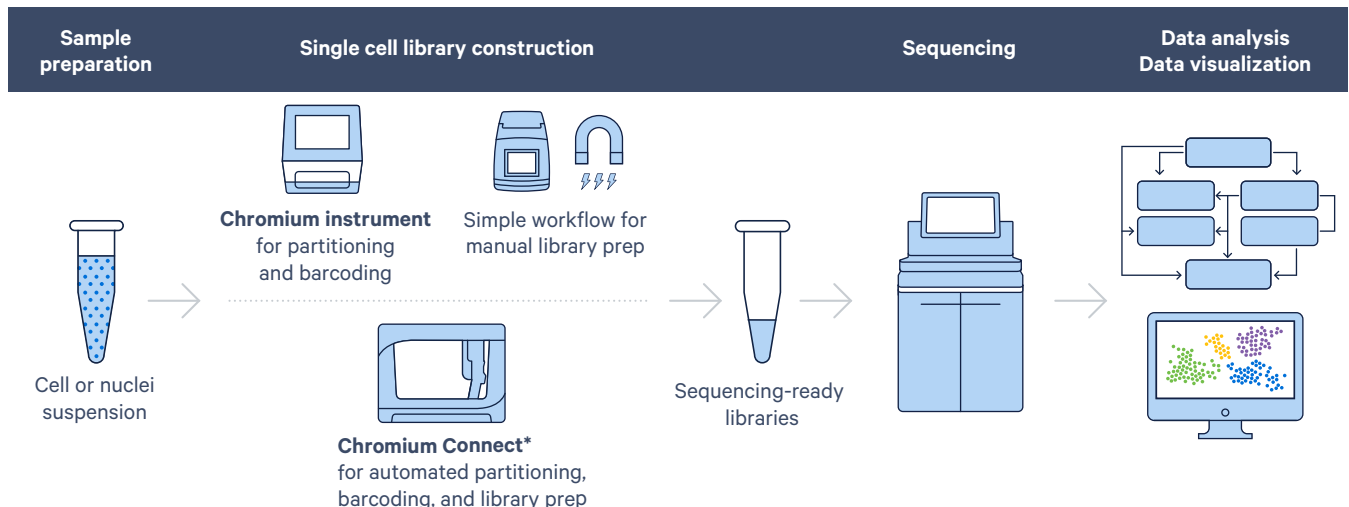 Sample
preparation
Single cell library construction
Sequencing
Data analysis
Data visualization
Chromium instrument
for partitioning
and barcoding
Simple workflow for
manual library prep
Cell or nuclei
suspension
Chromium Connect*
for automated partitioning,
barcoding, and library prep
Sequencing-ready
libraries